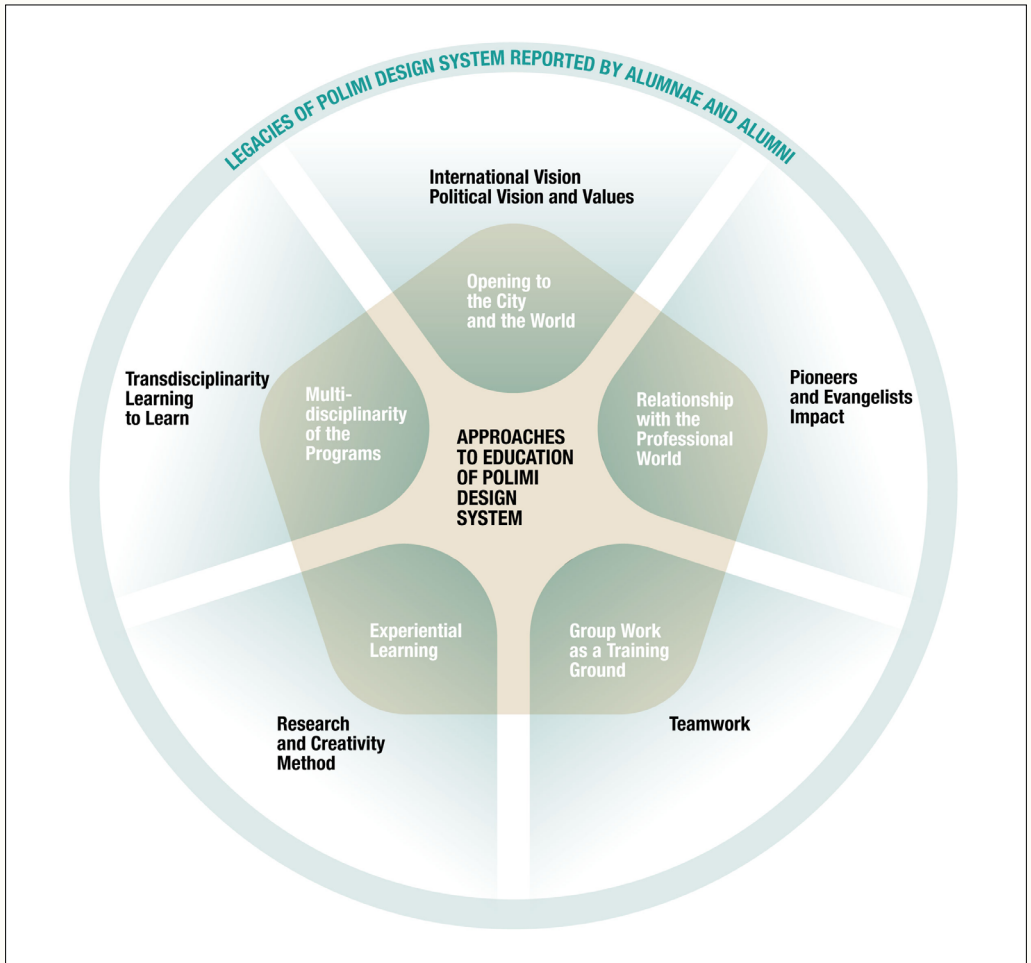 LEGACIES OF POLIMI DESIGN SYSTEM REPORTED BY ALUMNAE AND ALUMNI
International Vision
Political Vision and Values
Opening to
the City
and the World
Transdisciplinarity
Learning
to Learn
Multi-
disciplinarity
of the
Programs
APPROACHES
TO EDUCATION
OF POLIMI
DESIGN
SYSTEM
Relationship
with the
Professional
World
Pioneers
and Evangelists
Impact
Experiential
Learning
Group Work
as a Training
Ground
Research
and Creativity
Method
Teamwork